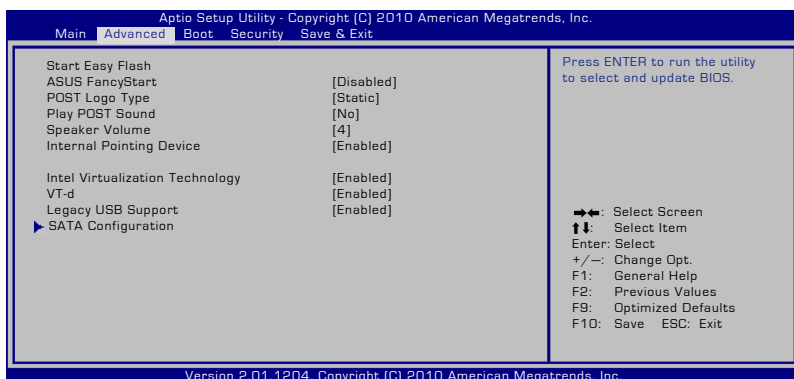 Aptio Setup Utility - Copyright (C) 2010 American Megatrends, Inc.
Main Advanced Boot Security Save & Exit
Start Easy Flash
ASUS FancyStart [Disabled]
POST Logo Type [Static]
Play POST Sound [No]
Speaker Volume [4]
Internal Pointing Device [Enabled]
Intel Virtualization Technology [Enabled]
VT-d [Enabled]
Legacy USB Support [Enabled]
SATA Configuration
Press ENTER to run the utility
to select and update BIOS.
→←: Select Screen
↑↓: Select Item
Enter: Select
+/—: Change Opt.
F1: General Help
F2: Previous Values
F9: Optimized Defaults
F10: Save ESC: Exit
Version 2.01.1204. Copyright (C) 2010 American Megatrends, Inc.